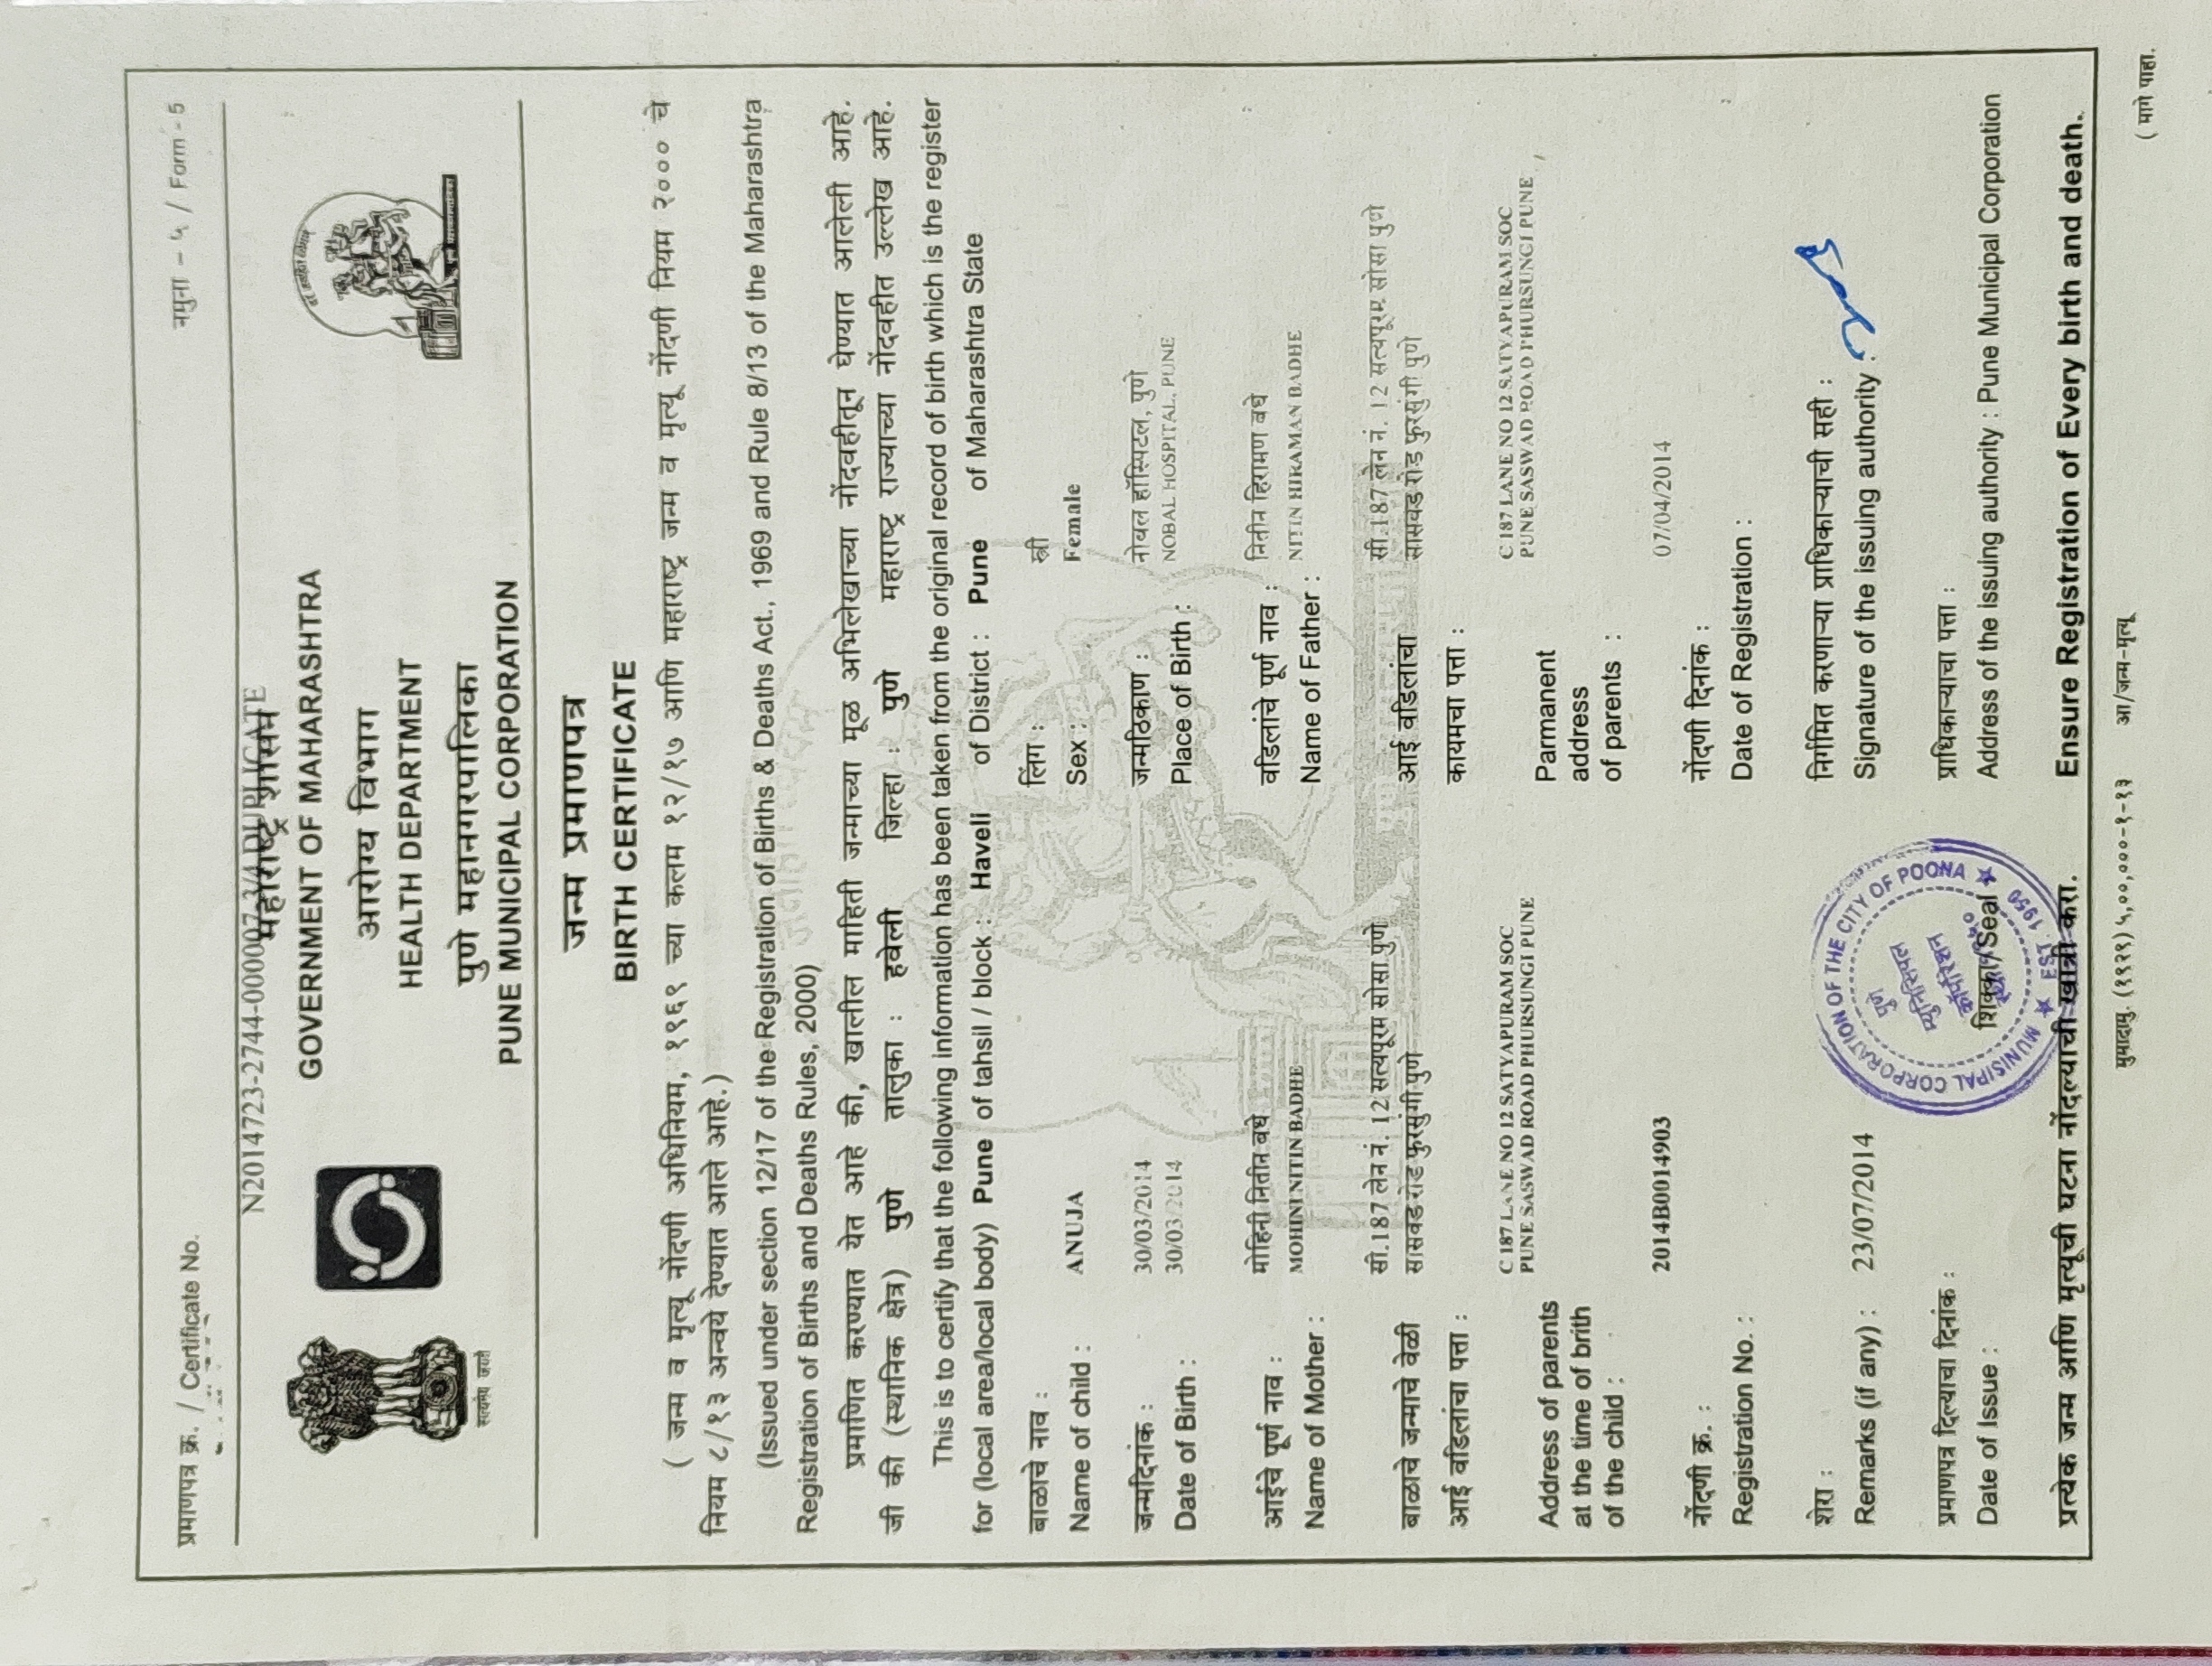 प्रमाणपत्र क्र. / Certificate No.
नमुना - ५ / Form - 5
N2014723-2744-000007 3/4 DUPLICATE
महाराष्ट्र शासन
GOVERNMENT OF MAHARASHTRA
आरोग्य विभाग
HEALTH DEPARTMENT
पुणे महानगरपालिका
PUNE MUNICIPAL CORPORATION
सत्यमेव जयते
जन्म प्रमाणपत्र
BIRTH CERTIFICATE
( जन्म व मृत्यू नोंदणी अधिनियम, १९६९ च्या कलम १२/१७ आणि महाराष्ट्र जन्म व मृत्यू नोंदणी नियम २००० चे
नियम ८/१३ अन्वये देण्यात आले आहे.)
(Issued under section 12/17 of the Registration of Births & Deaths Act., 1969 and Rule 8/13 of the Maharashtra
Registration of Births and Deaths Rules, 2000)
प्रमाणित करण्यात येत आहे की, खालील माहिती जन्माच्या मूळ अभिलेखाच्या नोंदवहीतून घेण्यात आलेली आहे.
जी की (स्थानिक क्षेत्र) पुणे तालुका : हवेली जिल्हा : पुणे महाराष्ट्र राज्याच्या नोंदवहीत उल्लेख आहे.
This is to certify that the following information has been taken from the original record of birth which is the register
for (local area/local body) Pune of tahsil / block : Haveli of District : Pune of Maharashtra State
बाळाचे नाव :
Name of child : ANUJA
लिंग : स्त्री
Sex : Female
जन्मदिनांक : 30/03/2014
Date of Birth : 30/03/2014
जन्मठिकाण : नोबल हॉस्पिटल, पुणे
Place of Birth : NOBAL HOSPITAL, PUNE
आईचे पूर्ण नाव : मोहिनी नितीन बधे
Name of Mother : MOHINI NITIN BADHE
वडिलांचे पूर्ण नाव : नितीन हिरामण बधे
Name of Father : NITIN HIRAMAN BADHE
बाळाचे जन्माचे वेळी
आई वडिलांचा पत्ता :
सी.187 लेन नं. 12 सत्यपूरम सोसा पुणे
सासवड रोड फुरसुंगी पुणे
आई वडिलांचा
कायमचा पत्ता :
सी.187 लेन नं. 12 सत्यपूरम सोसा पुणे
सासवड रोड फुरसुंगी पुणे
Address of parents
at the time of brith
of the child :
C 187 LANE NO 12 SATYAPURAM SOC
PUNE SASWAD ROAD PHURSUNGI PUNE
Parmanent
address
of parents :
C 187 LANE NO 12 SATYAPURAM SOC
PUNE SASWAD ROAD PHURSUNGI PUNE
नोंदणी क्र. : 2014B0014903
Registration No. :
नोंदणी दिनांक : 07/04/2014
Date of Registration :
शेरा :
Remarks (if any) : 23/07/2014
निर्गमित करणाऱ्या प्राधिकाऱ्याची सही :
Signature of the issuing authority :
प्रमाणपत्र दिल्याचा दिनांक :
Date of Issue :
शिक्का/Seal
MUNISIPAL CORPORATION OF THE CITY OF POONA
EST. 1950
पुणे
म्युनिसिपल
कॉर्पोरेशन
प्राधिकाऱ्याचा पत्ता :
Address of the issuing authority : Pune Municipal Corporation
प्रत्येक जन्म आणि मृत्यूची घटना नोंदल्याची खात्री करा. Ensure Registration of Every birth and death.
पुमादामु. (१९२१) ५,००,०००-१-१३ आ/जन्म-मृत्यू
( मागे पाहा.